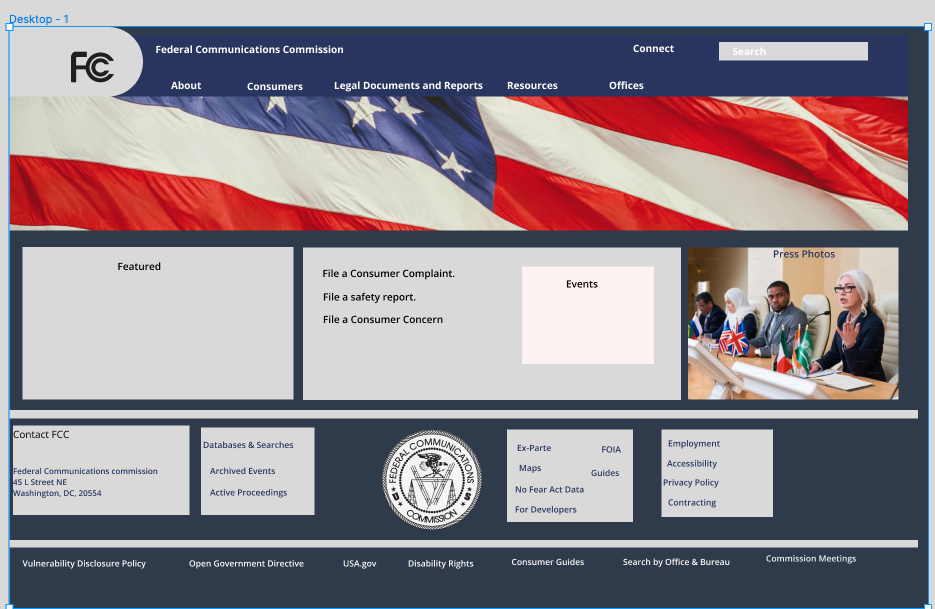 Desktop - 1
FCC
Federal Communications Commission
Connect
Search
About
Consumers
Legal Documents and Reports
Resources
Offices
Featured
File a Consumer Complaint.
File a safety report.
File a Consumer Concern
Events
Press Photos
Contact FCC
Federal Communications commission
45 L Street NE
Washington, DC, 20554
Databases & Searches
Archived Events
Active Proceedings
FEDERAL COMMUNICATIONS
COMMISSION
U S
Ex-Parte
FOIA
Maps
Guides
No Fear Act Data
For Developers
Employment
Accessibility
Privacy Policy
Contracting
Vulnerability Disclosure Policy
Open Government Directive
USA.gov
Disability Rights
Consumer Guides
Search by Office & Bureau
Commission Meetings